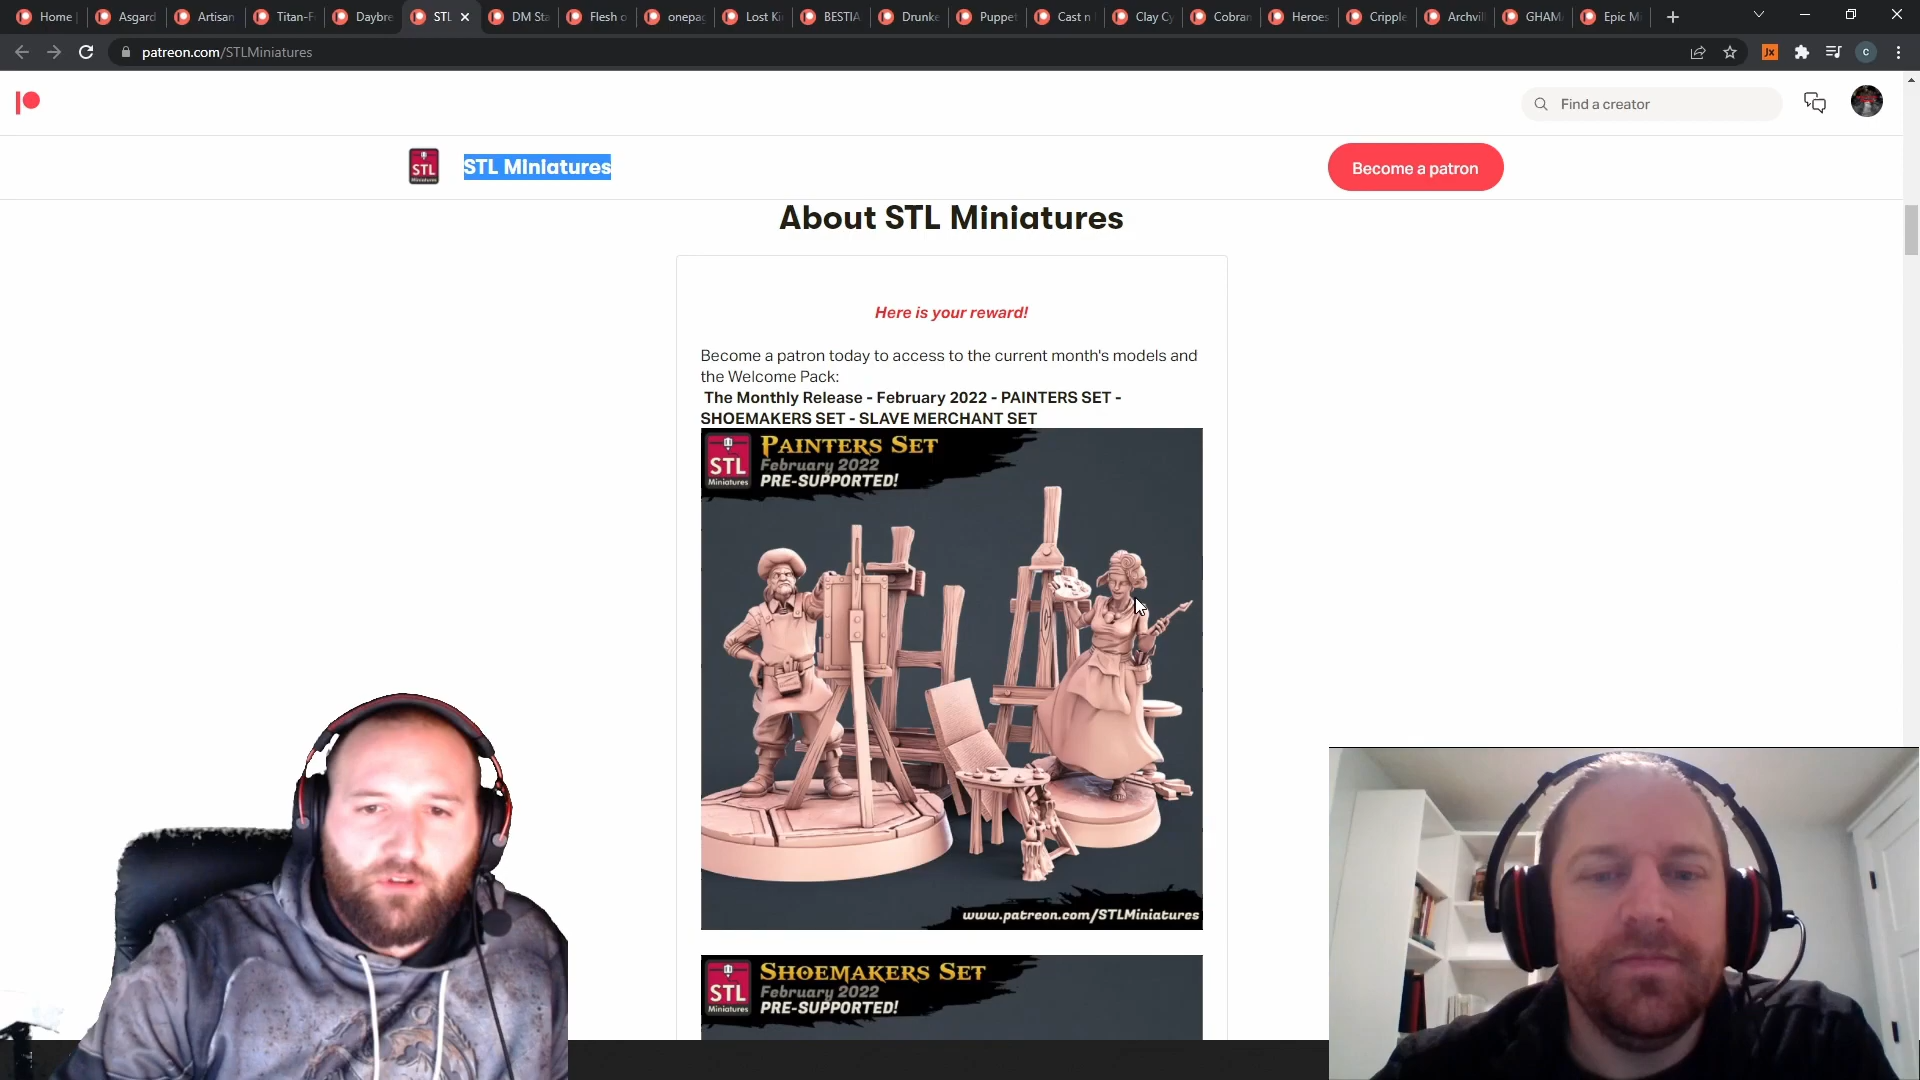 Home
Asgard
Artisan
Titan-F
Daybre
STL
DM Sta
Flesh o
onepag
Lost Ki
BESTIA
Drunke
Puppet
Cast n
Clay Cy
Cobran
Heroes
Cripple
Archvil
GHAM
Epic Mi
patreon.com/STLMiniatures
Jx
C
Find a creator
STL
Miniatures
STL Miniatures
Become a patron
About STL Miniatures
Here is your reward!
Become a patron today to access to the current month's models and
the Welcome Pack:
The Monthly Release - February 2022 - PAINTERS SET -
SHOEMAKERS SET - SLAVE MERCHANT SET
STL
Miniatures
PAINTERS SET
February 2022
PRE-SUPPORTED!
www.patreon.com/STLMiniatures
STL
Miniatures
SHOEMAKERS SET
February 2022
PRE-SUPPORTED!